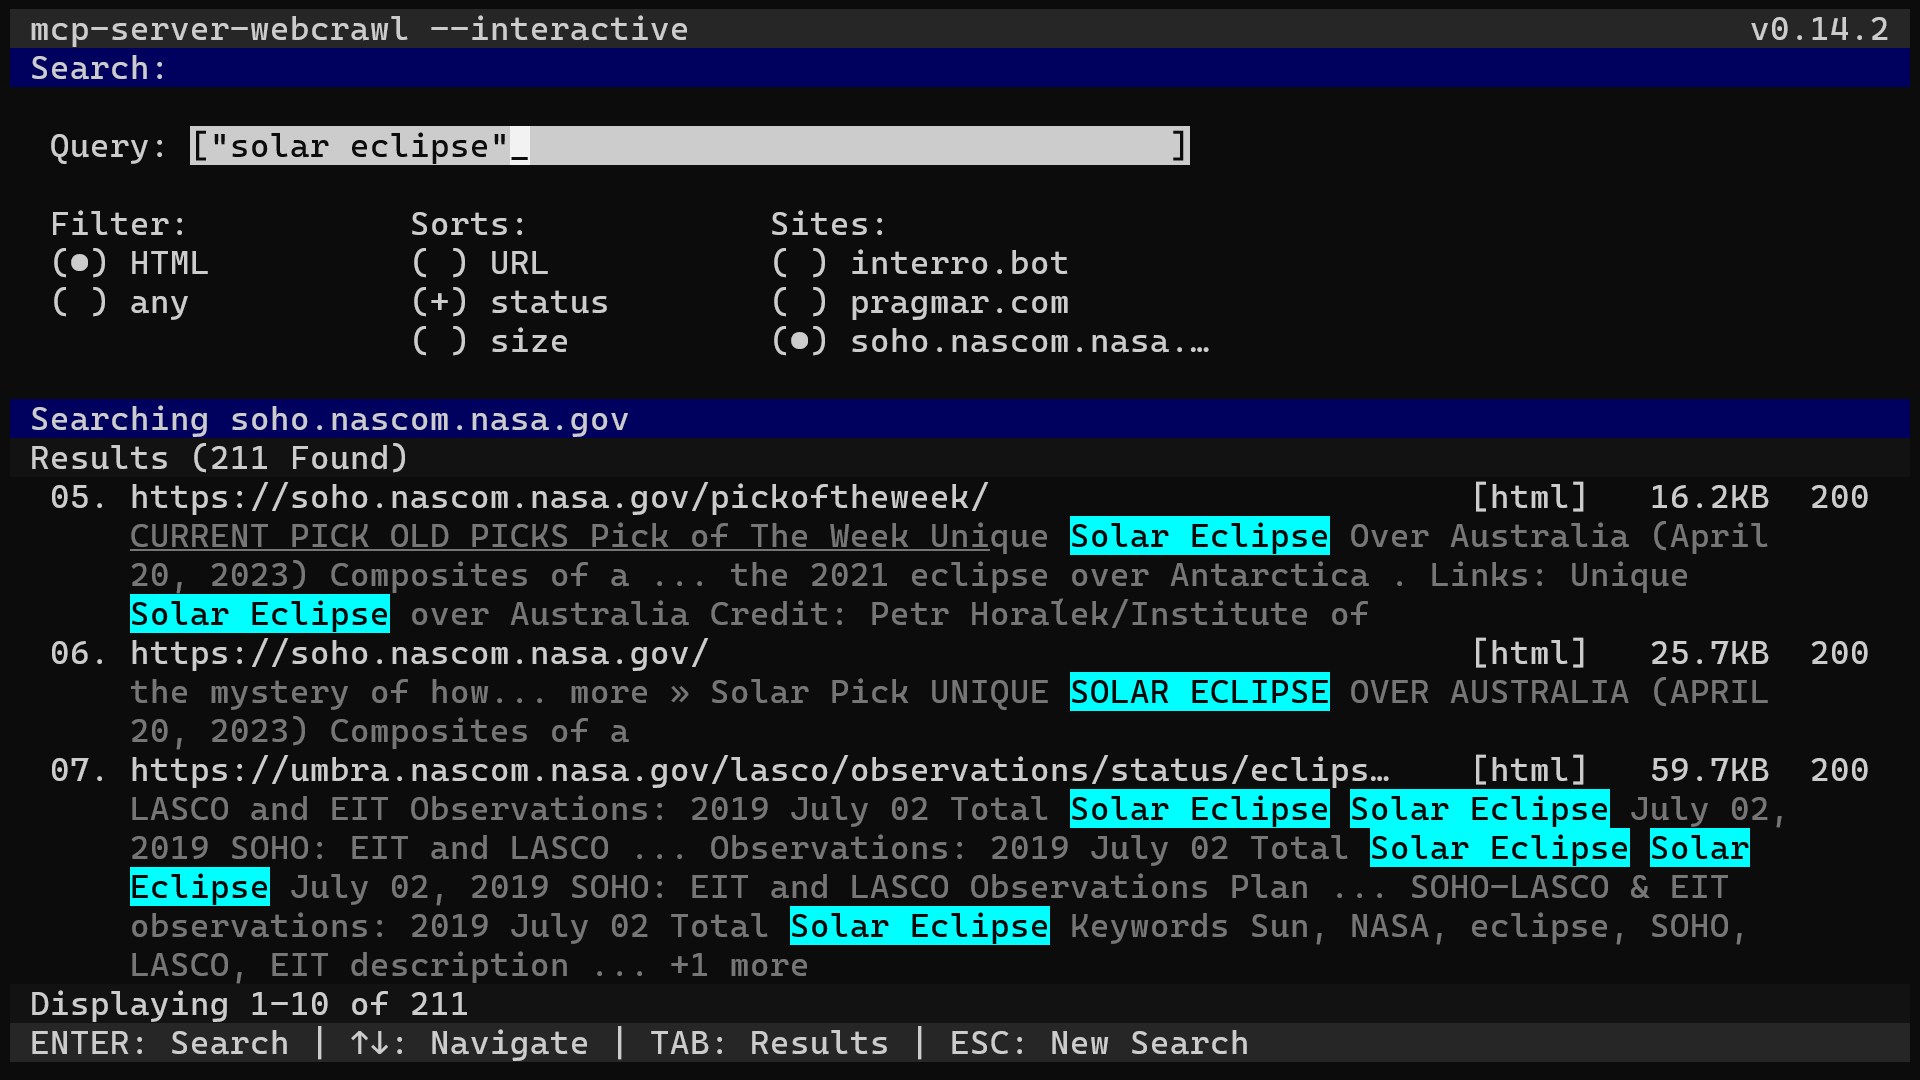 mcp-server-webcrawl --interactive v0.14.2
Search:
Query: ["solar eclipse"_ ]
Filter: Sorts: Sites:
(●) HTML ( ) URL ( ) interro.bot
( ) any (+) status ( ) pragmar.com
( ) size (●) soho.nascom.nasa.…
Searching soho.nascom.nasa.gov
Results (211 Found)
05. https://soho.nascom.nasa.gov/pickoftheweek/ [html] 16.2KB 200
CURRENT PICK OLD PICKS Pick of The Week Unique Solar Eclipse Over Australia (April
20, 2023) Composites of a ... the 2021 eclipse over Antarctica . Links: Unique
Solar Eclipse over Australia Credit: Petr Horálek/Institute of
06. https://soho.nascom.nasa.gov/ [html] 25.7KB 200
the mystery of how... more » Solar Pick UNIQUE SOLAR ECLIPSE OVER AUSTRALIA (APRIL
20, 2023) Composites of a
07. https://umbra.nascom.nasa.gov/lasco/observations/status/eclips… [html] 59.7KB 200
LASCO and EIT Observations: 2019 July 02 Total Solar Eclipse Solar Eclipse July 02,
2019 SOHO: EIT and LASCO ... Observations: 2019 July 02 Total Solar Eclipse Solar
Eclipse July 02, 2019 SOHO: EIT and LASCO Observations Plan ... SOHO-LASCO & EIT
observations: 2019 July 02 Total Solar Eclipse Keywords Sun, NASA, eclipse, SOHO,
LASCO, EIT description ... +1 more
Displaying 1-10 of 211
ENTER: Search | ↑↓: Navigate | TAB: Results | ESC: New Search